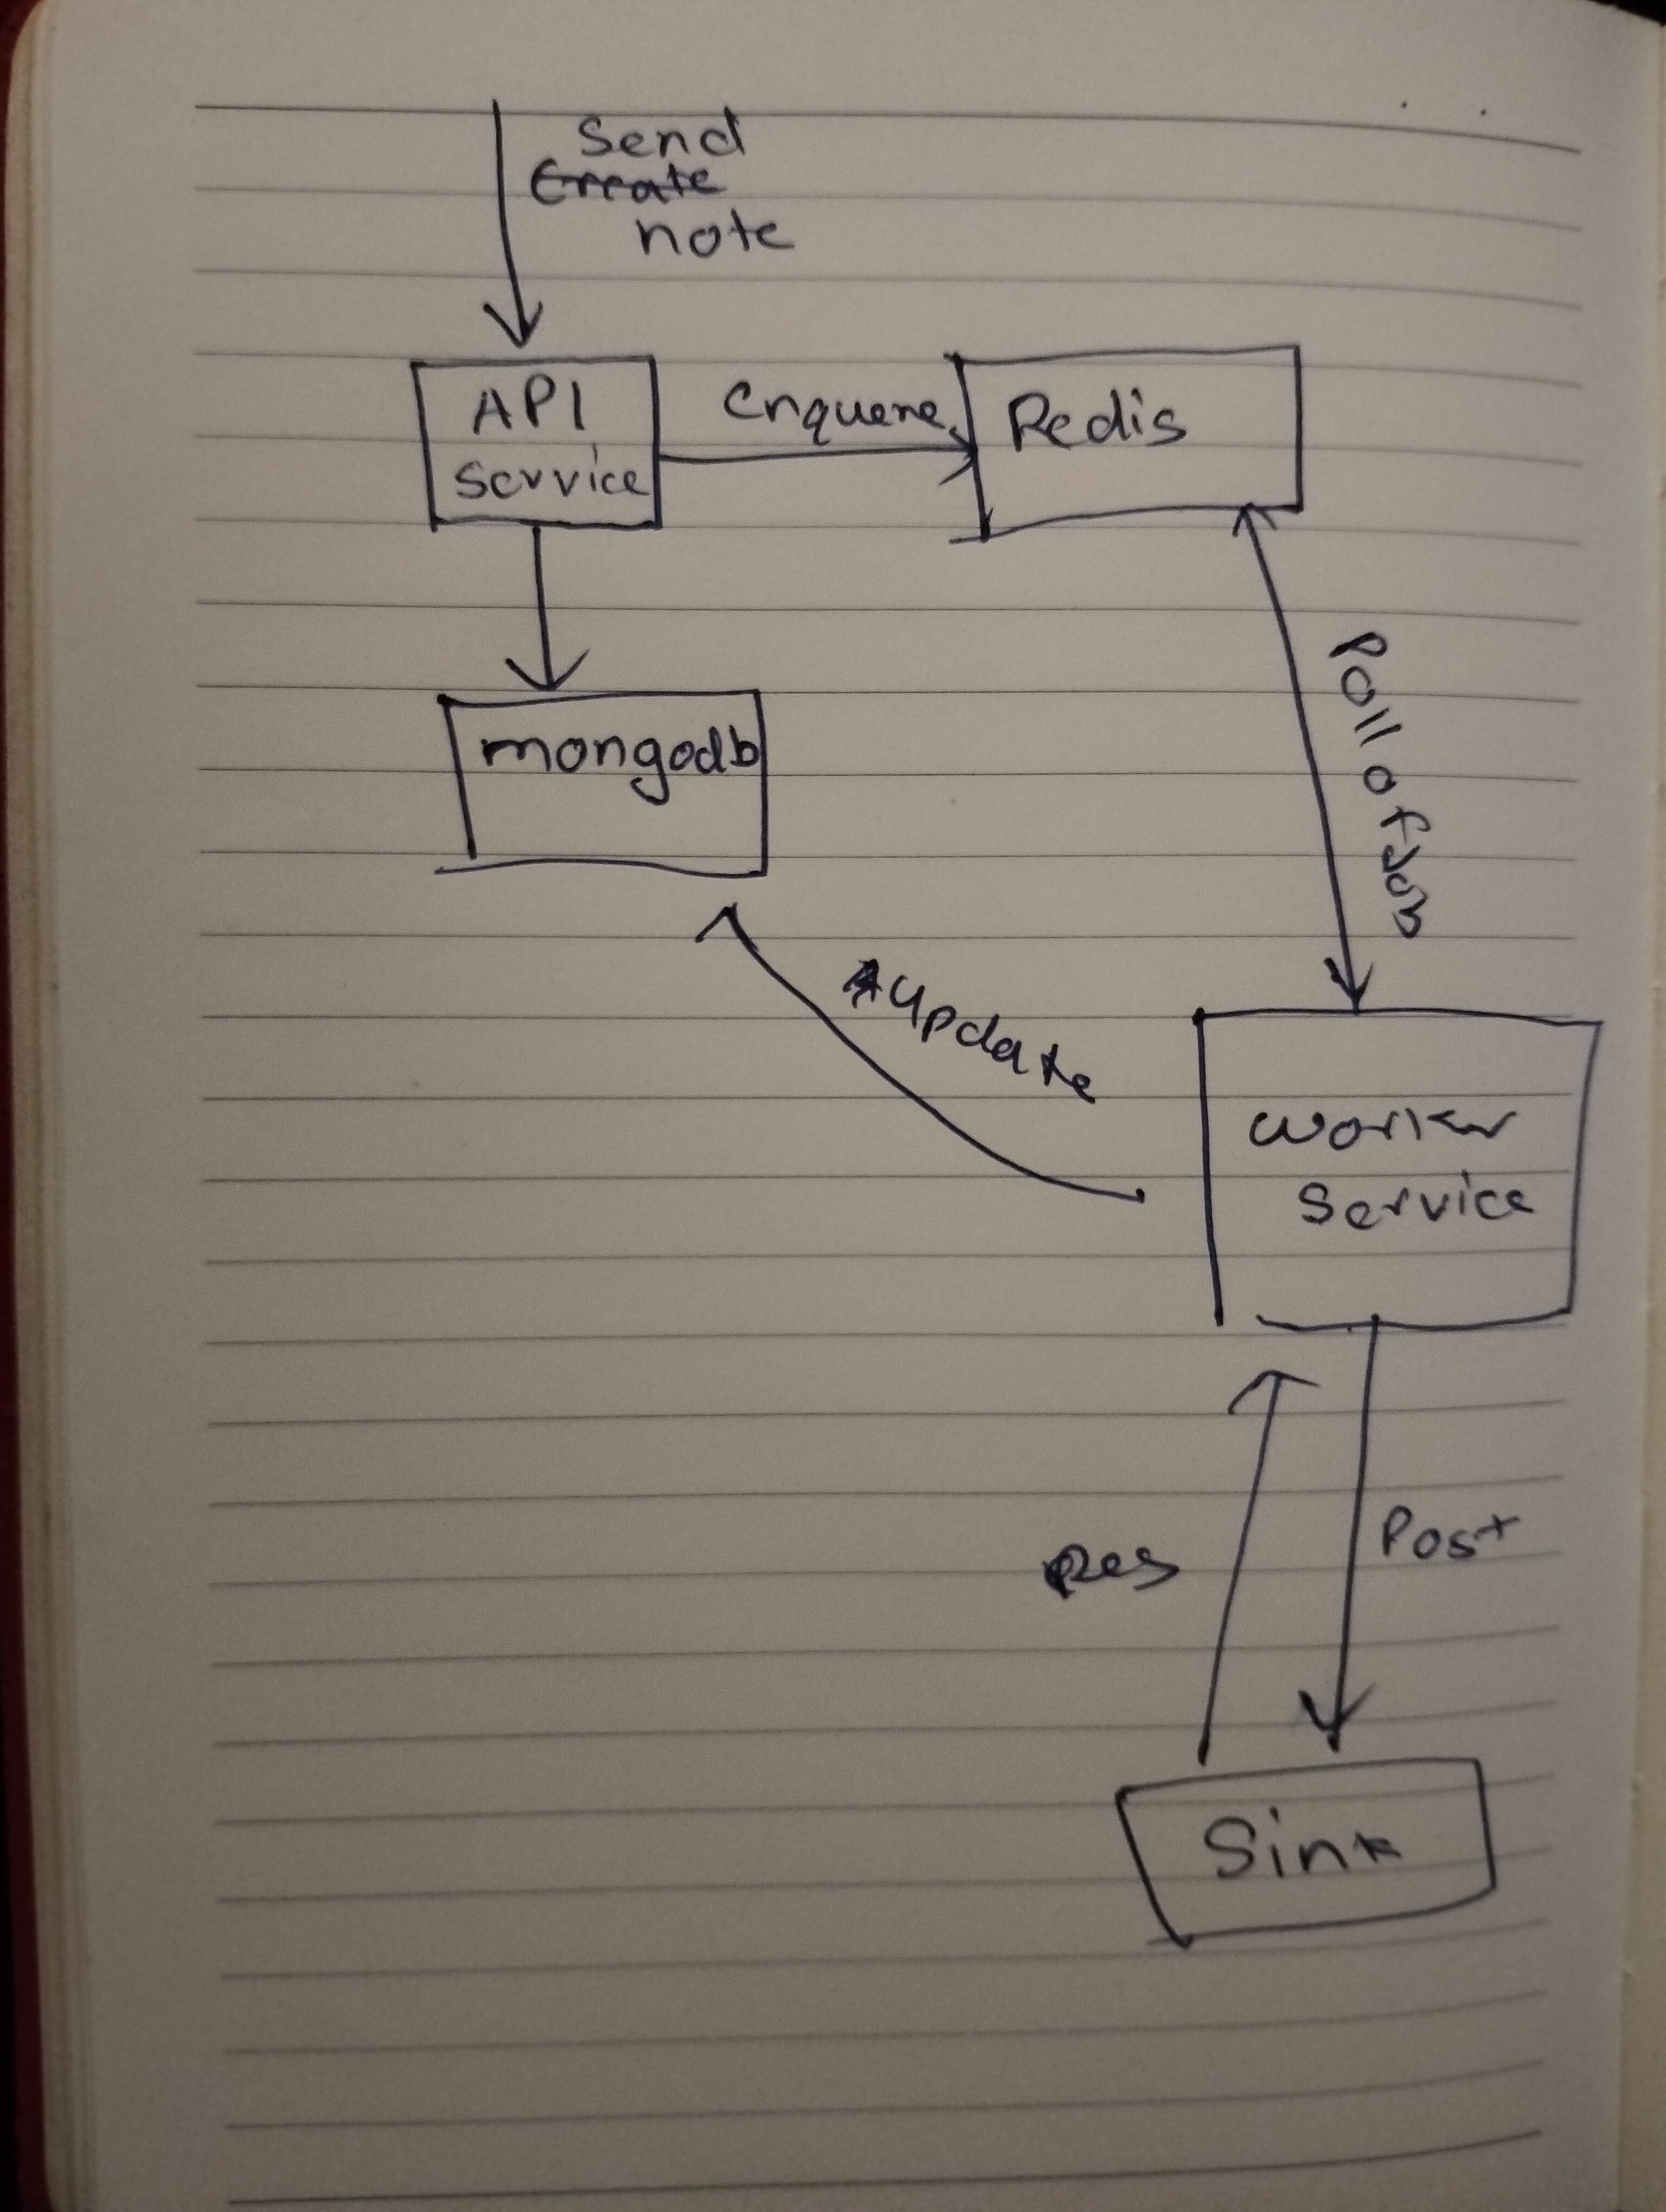 Send
Create
note
API
Service
Enqueue
Redis
mongodb
Poll of Job
Update
Worker
Service
Res
Post
Sink